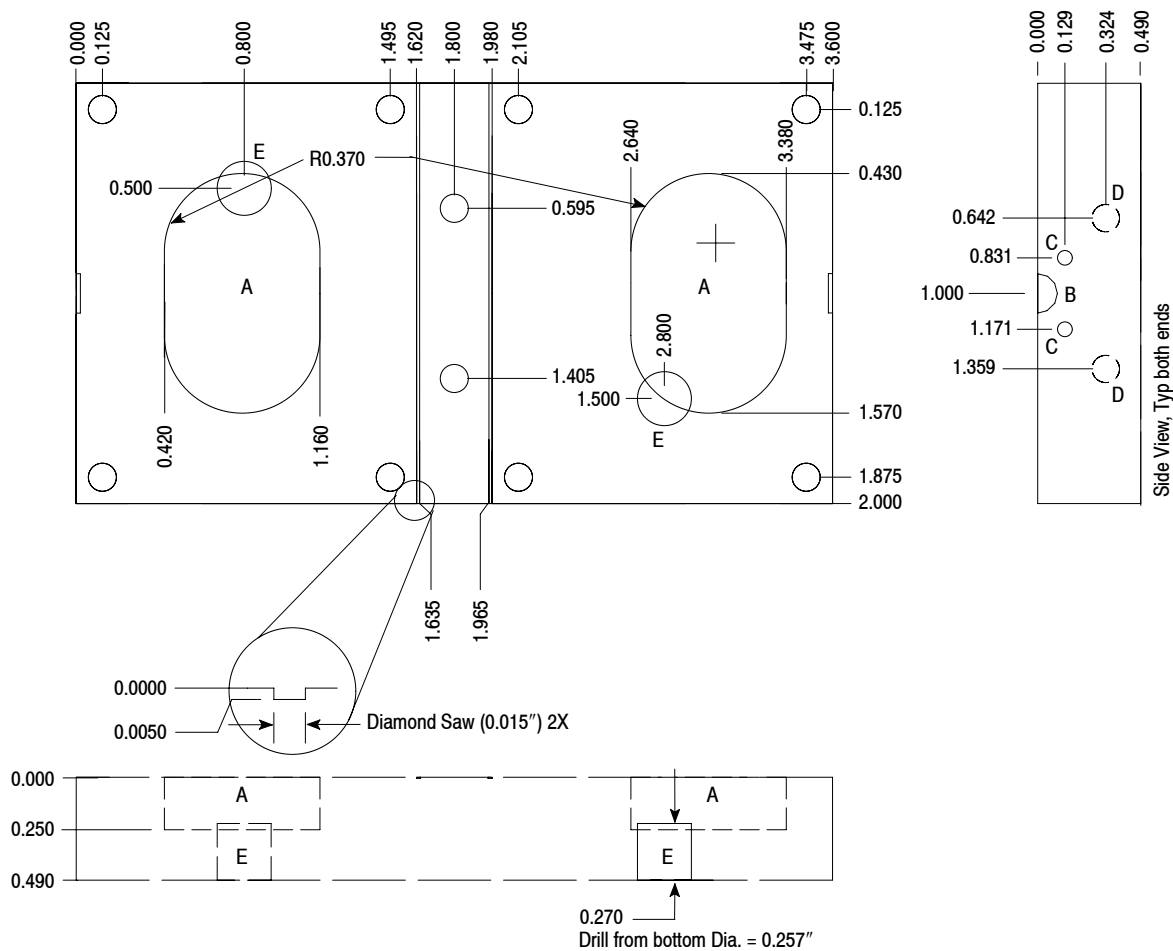 0.000
0.125
0.800
1.495
1.620
1.800
1.980
2.105
3.475
3.600
0.000
0.129
0.324
0.490
0.125
E
R0.370
2.640
3.380
0.430
0.500
0.595
0.642
D
C
0.831
A
A
1.000
B
1.171
C
1.359
D
2.800
1.405
1.500
E
1.570
0.420
1.160
1.875
2.000
Side View, Typ both ends
1.635
1.965
0.0000
0.0050
Diamond Saw (0.015″) 2X
0.000
A
A
0.250
E
E
0.490
0.270
Drill from bottom Dia. = 0.257″